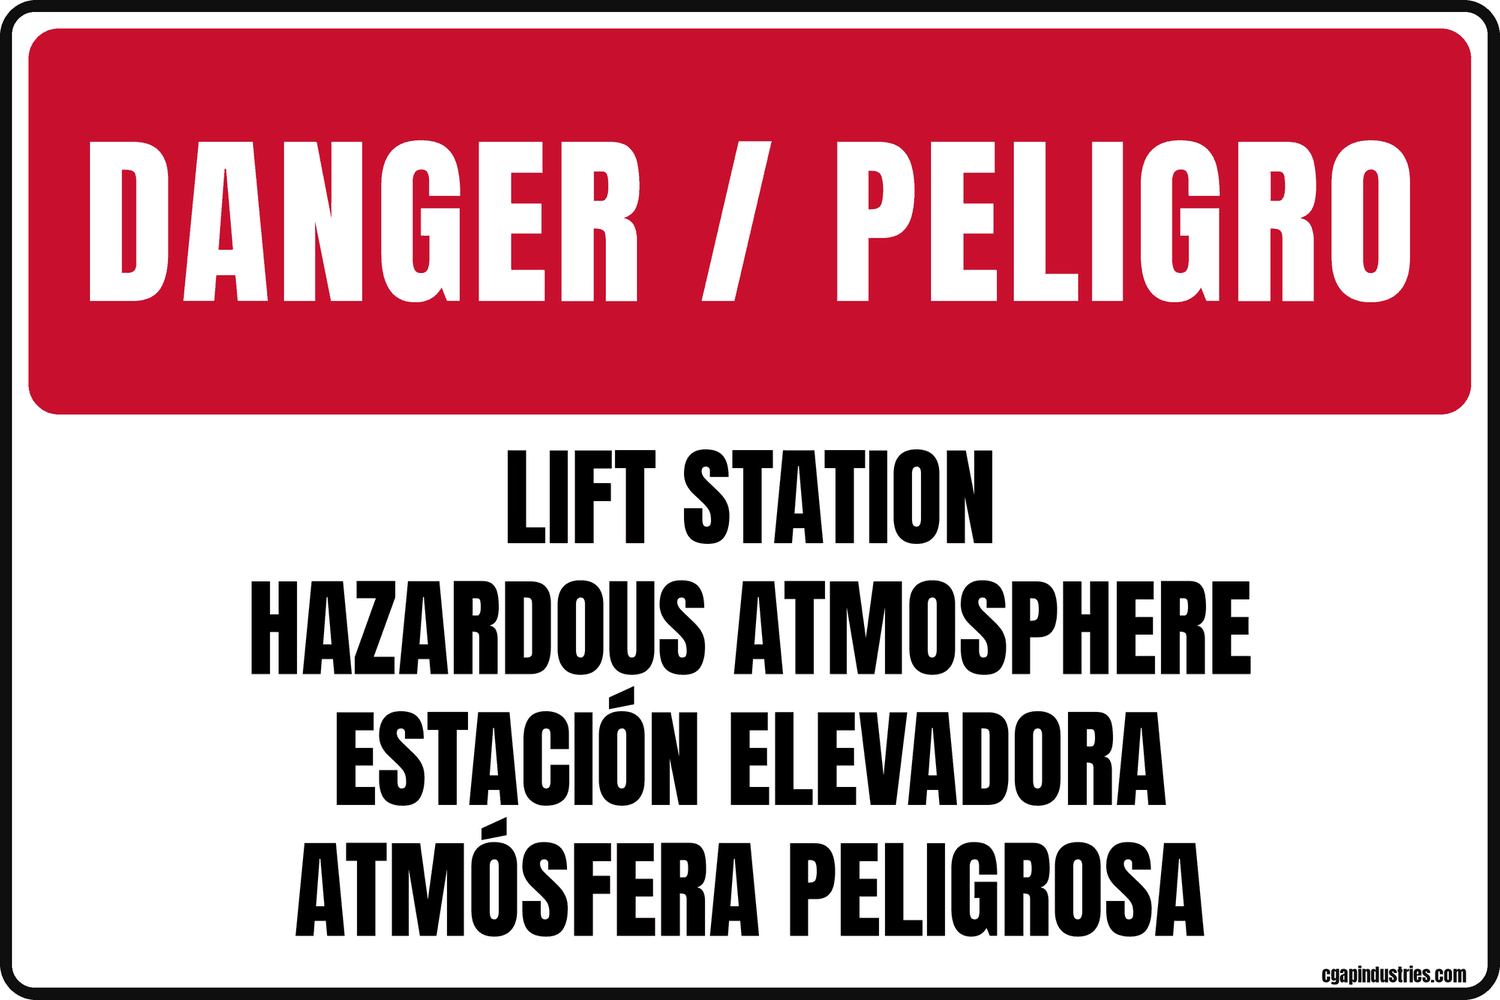 DANGER / PELIGRO
LIFT STATION
HAZARDOUS ATMOSPHERE
ESTACIÓN ELEVADORA
ATMÓSFERA PELIGROSA
cgapindustries.com